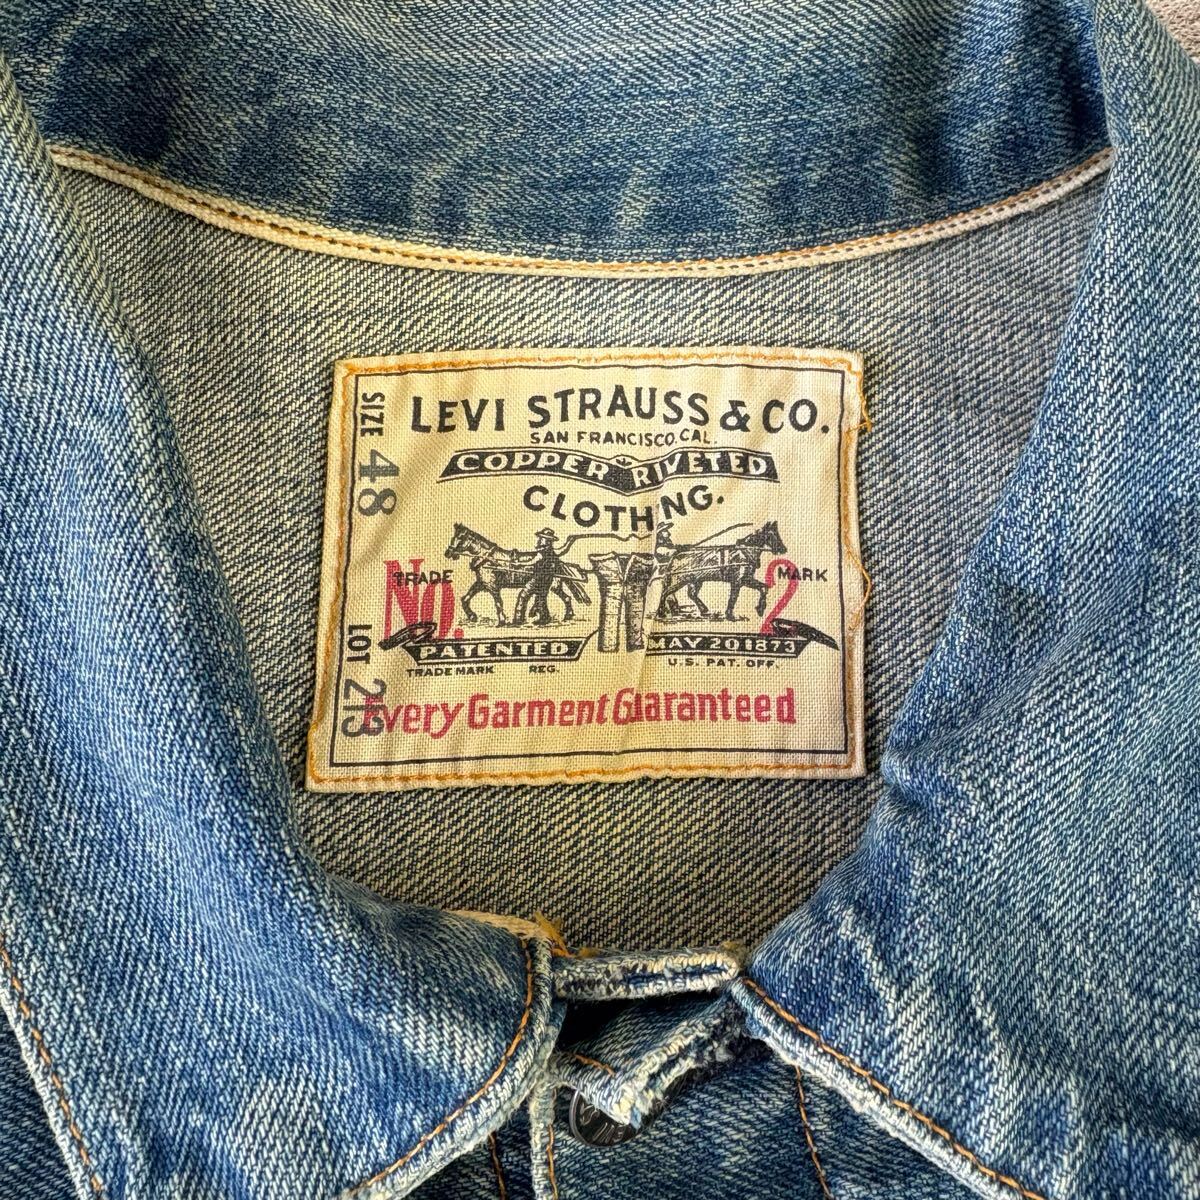 LEVI STRAUSS & CO.
SAN FRANCISCO. CAL.
COPPER RIVETED
CLOTHING.
TRADE MARK
No. 2
PATENTED MAY 20 1873
TRADE MARK REG. U.S. PAT. OFF.
Every Garment Guaranteed
SIZE 48
LOT 213